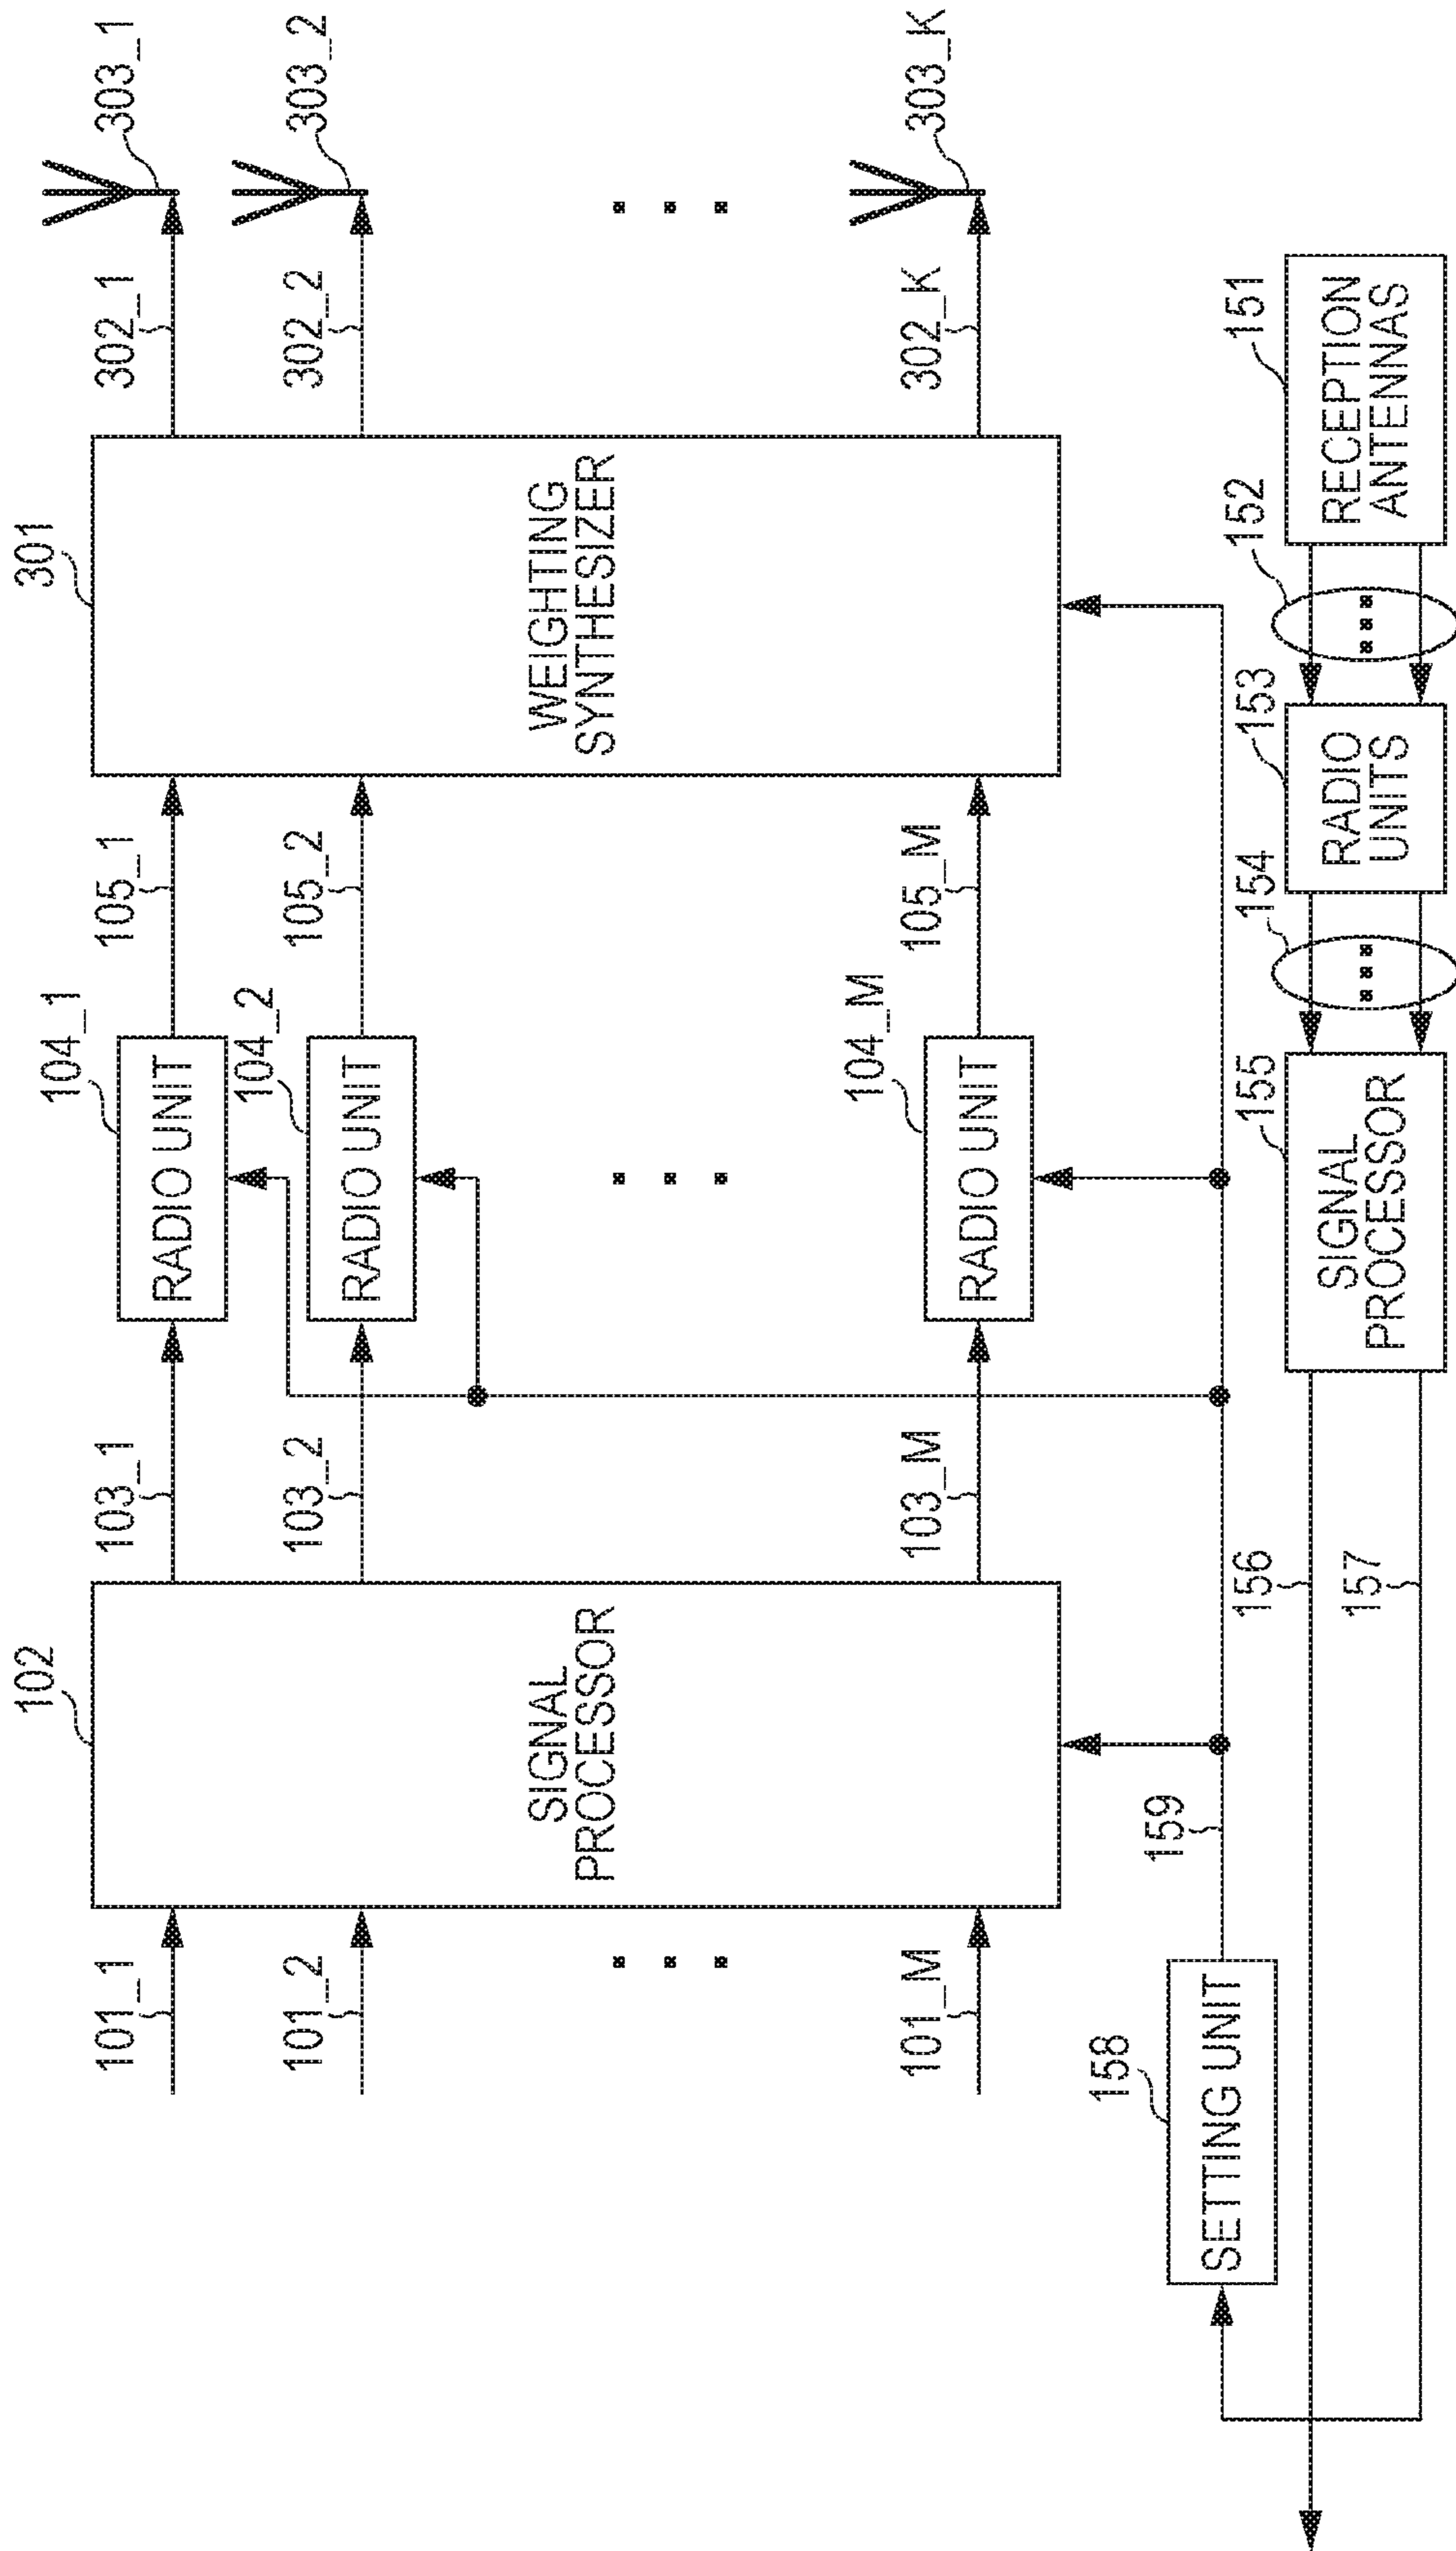 101_1
101_2
101_M
102
SIGNAL
PROCESSOR
103_1
103_2
103_M
104_1
RADIO UNIT
104_2
RADIO UNIT
104_M
RADIO UNIT
105_1
105_2
105_M
301
WEIGHTING
SYNTHESIZER
302_1
302_2
302_K
303_1
303_2
303_K
158
SETTING UNIT
159
156
157
155
SIGNAL
PROCESSOR
154
153
RADIO
UNITS
152
151
RECEPTION
ANTENNAS